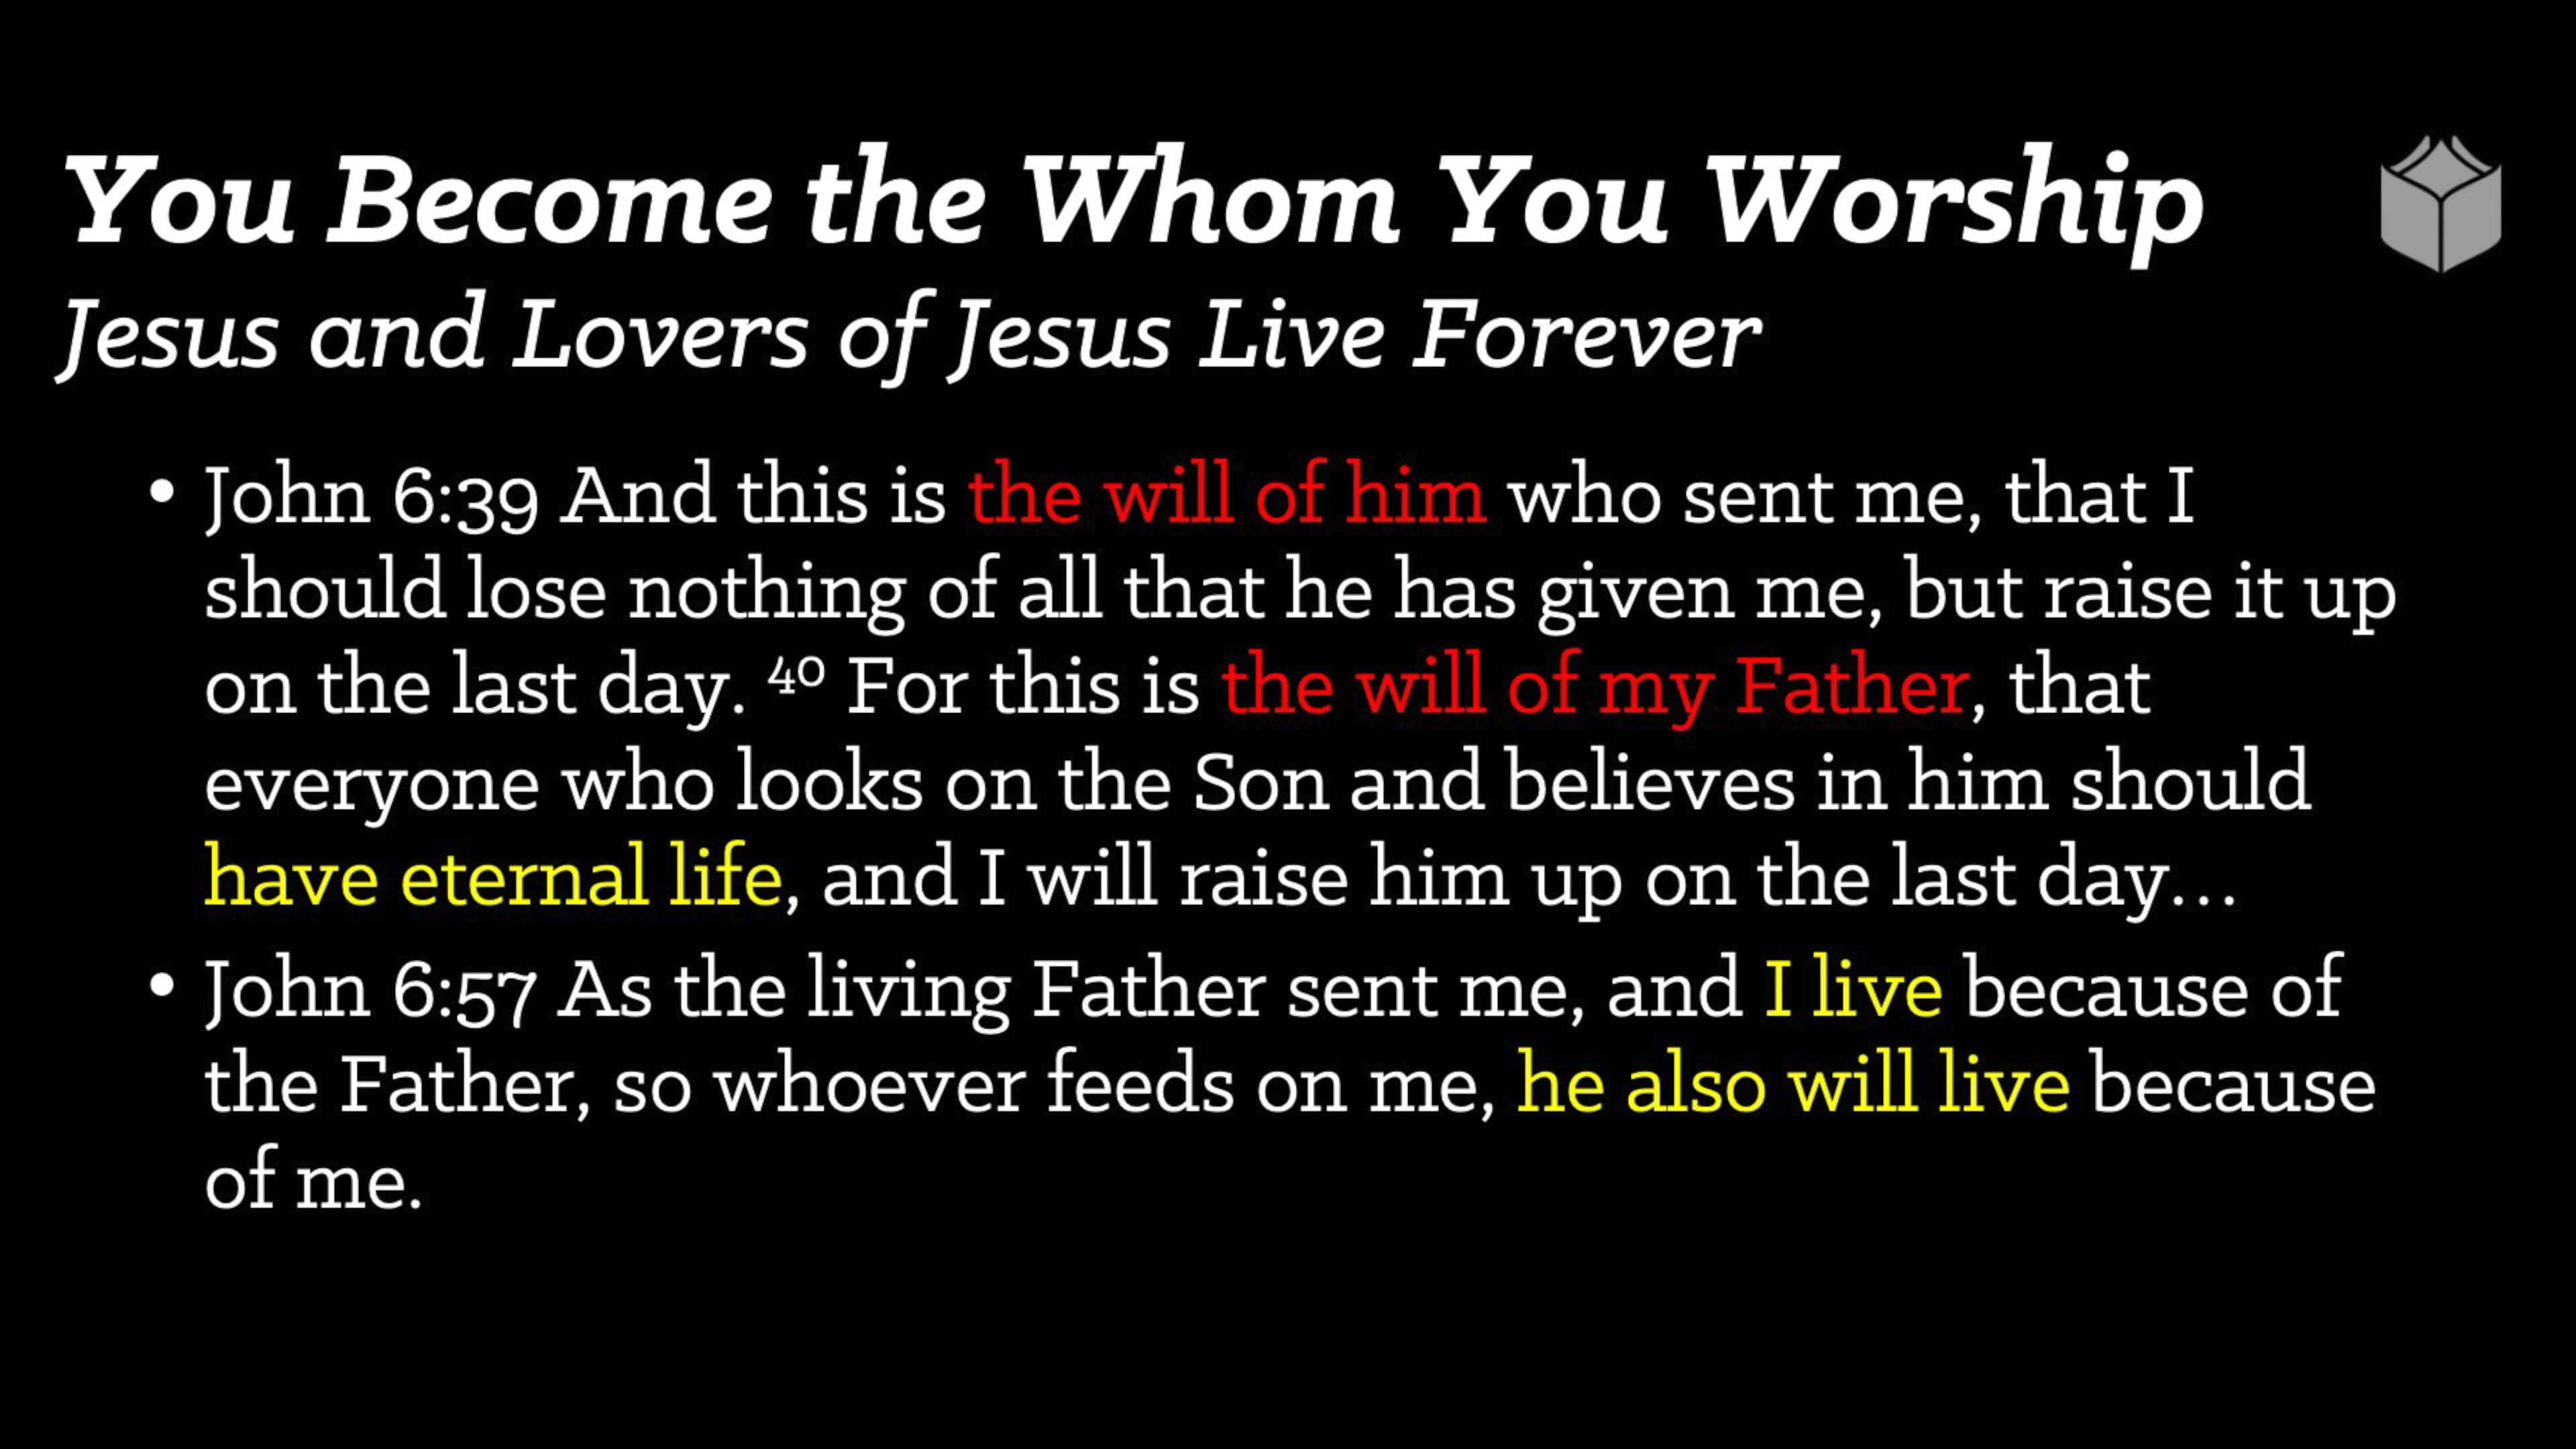 You Become the Whom You Worship
Jesus and Lovers of Jesus Live Forever
• John 6:39 And this is the will of him who sent me, that I
should lose nothing of all that he has given me, but raise it up
on the last day. ⁴⁰ For this is the will of my Father, that
everyone who looks on the Son and believes in him should
have eternal life, and I will raise him up on the last day…
• John 6:57 As the living Father sent me, and I live because of
the Father, so whoever feeds on me, he also will live because
of me.